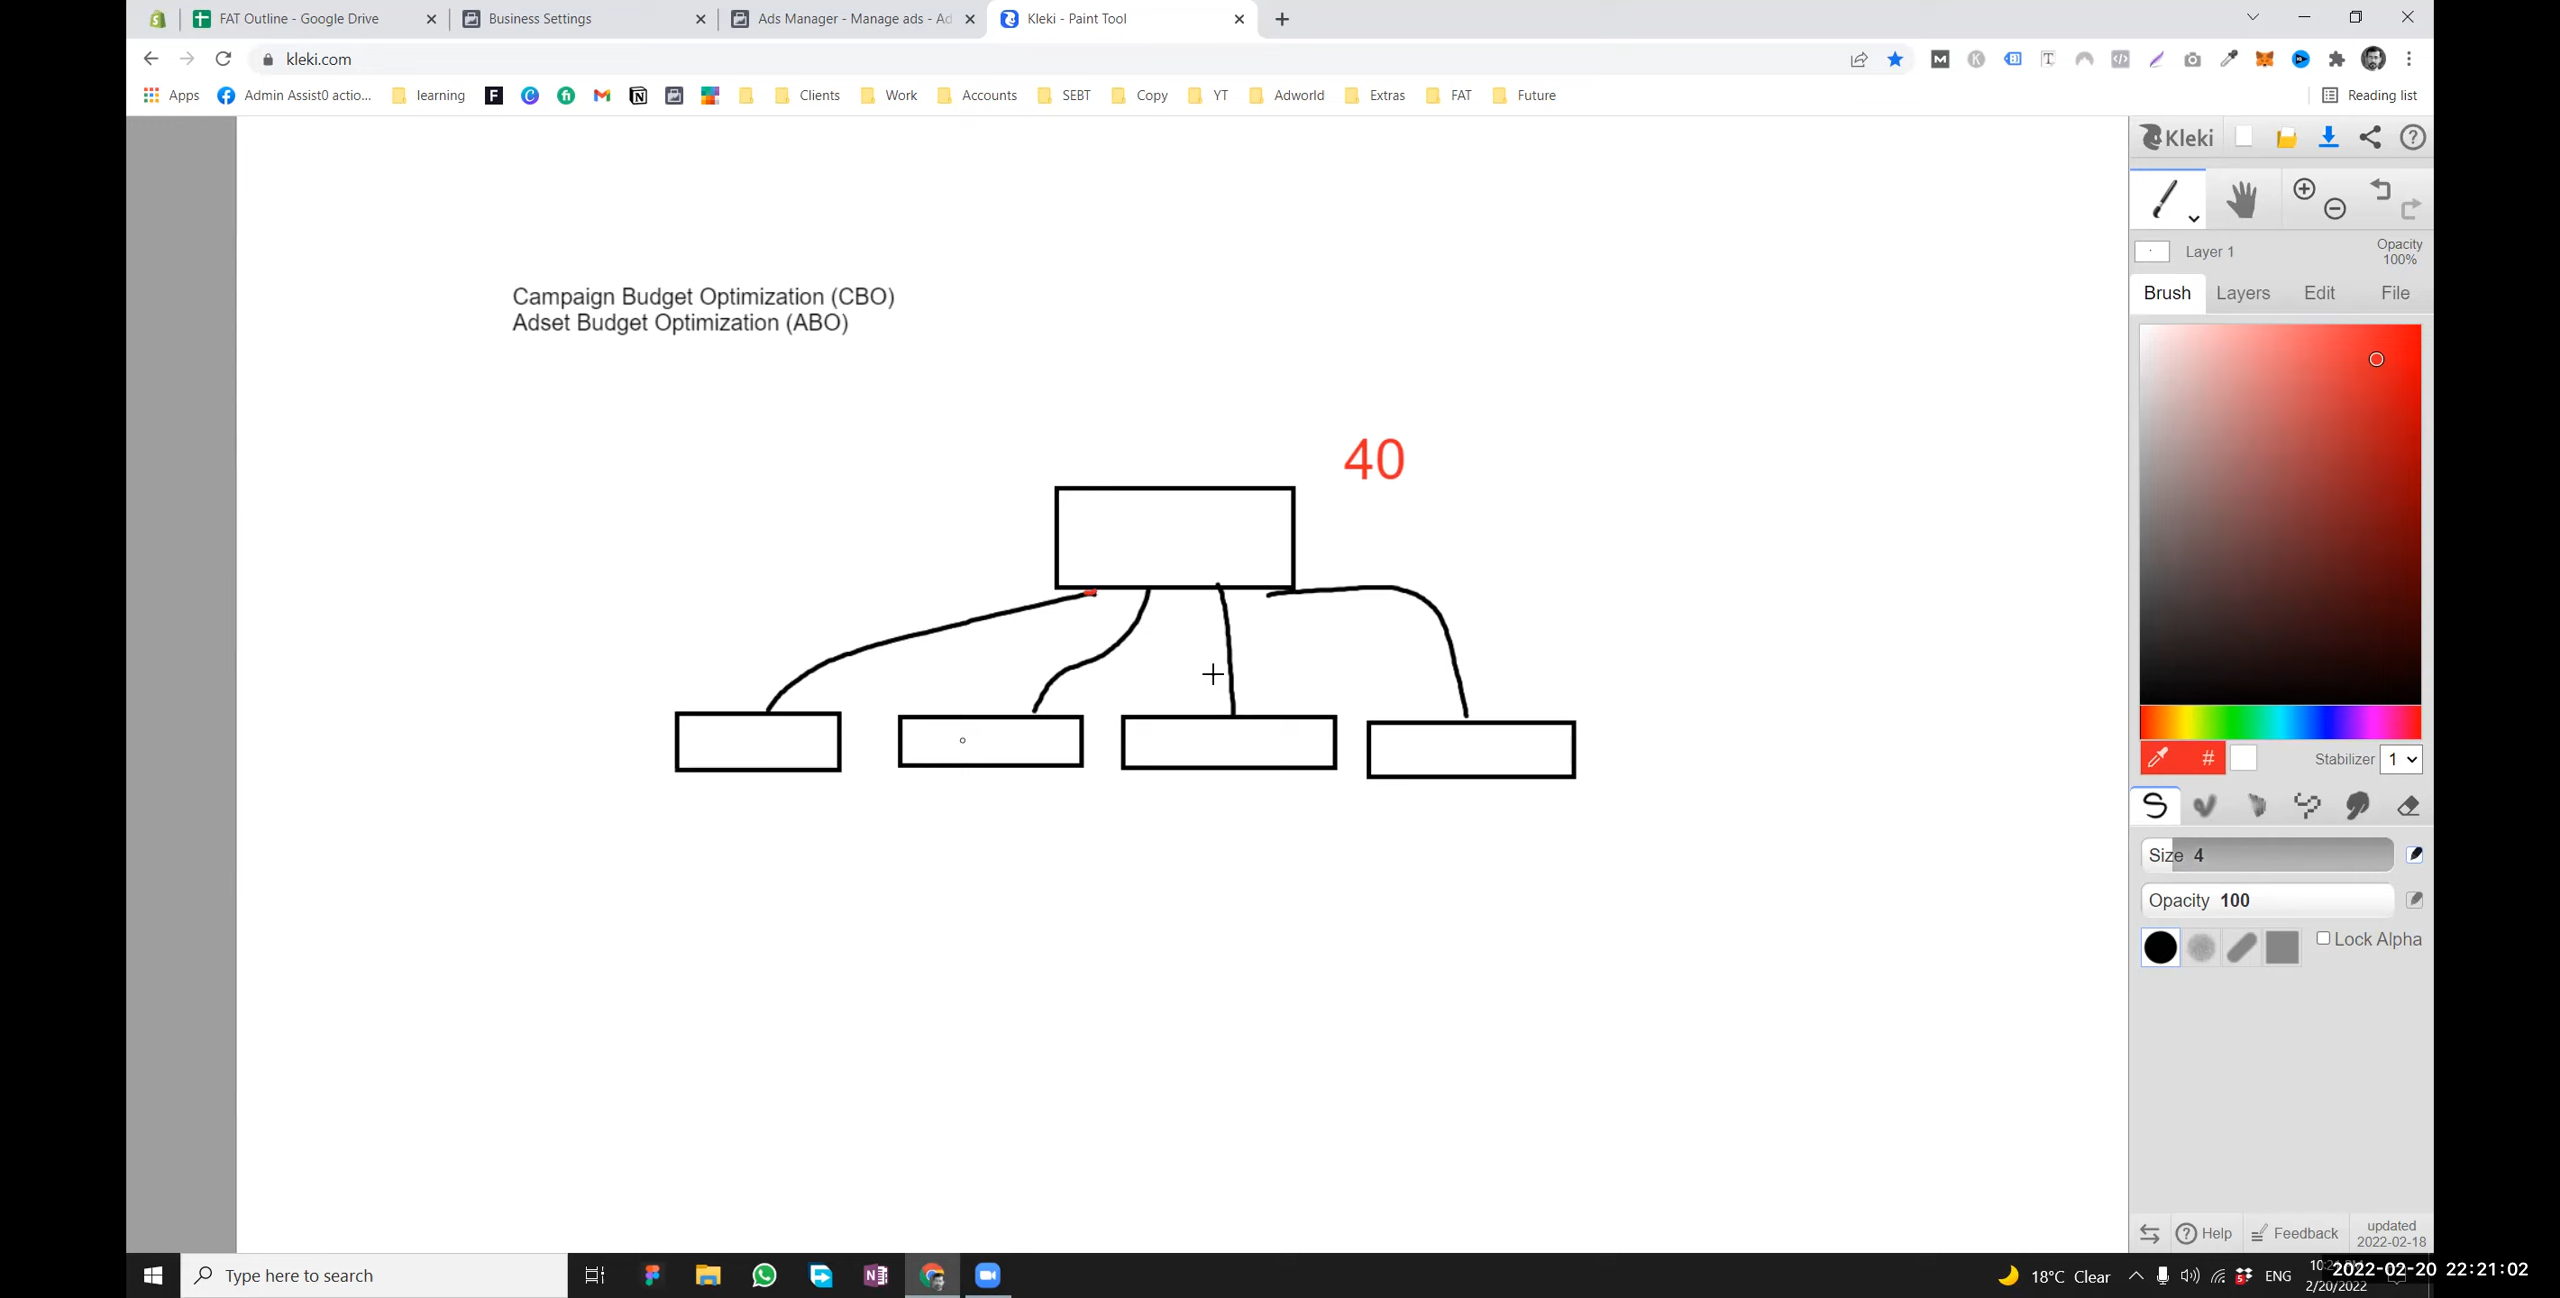 FAT Outline - Google Drive
Business Settings
Ads Manager - Manage ads - Ad
Kleki - Paint Tool
kleki.com
Apps
Admin Assist0 actio...
learning
Clients
Work
Accounts
SEBT
Copy
YT
Adworld
Extras
FAT
Future
Reading list
Kleki
Layer 1
Opacity
100%
Brush
Layers
Edit
File
Campaign Budget Optimization (CBO)
Adset Budget Optimization (ABO)
40
#
Stabilizer 1
Size 4
Opacity 100
Lock Alpha
Help
Feedback
updated
2022-02-18
Type here to search
18°C Clear
ENG
2022-02-20 22:21:02
2/20/2022